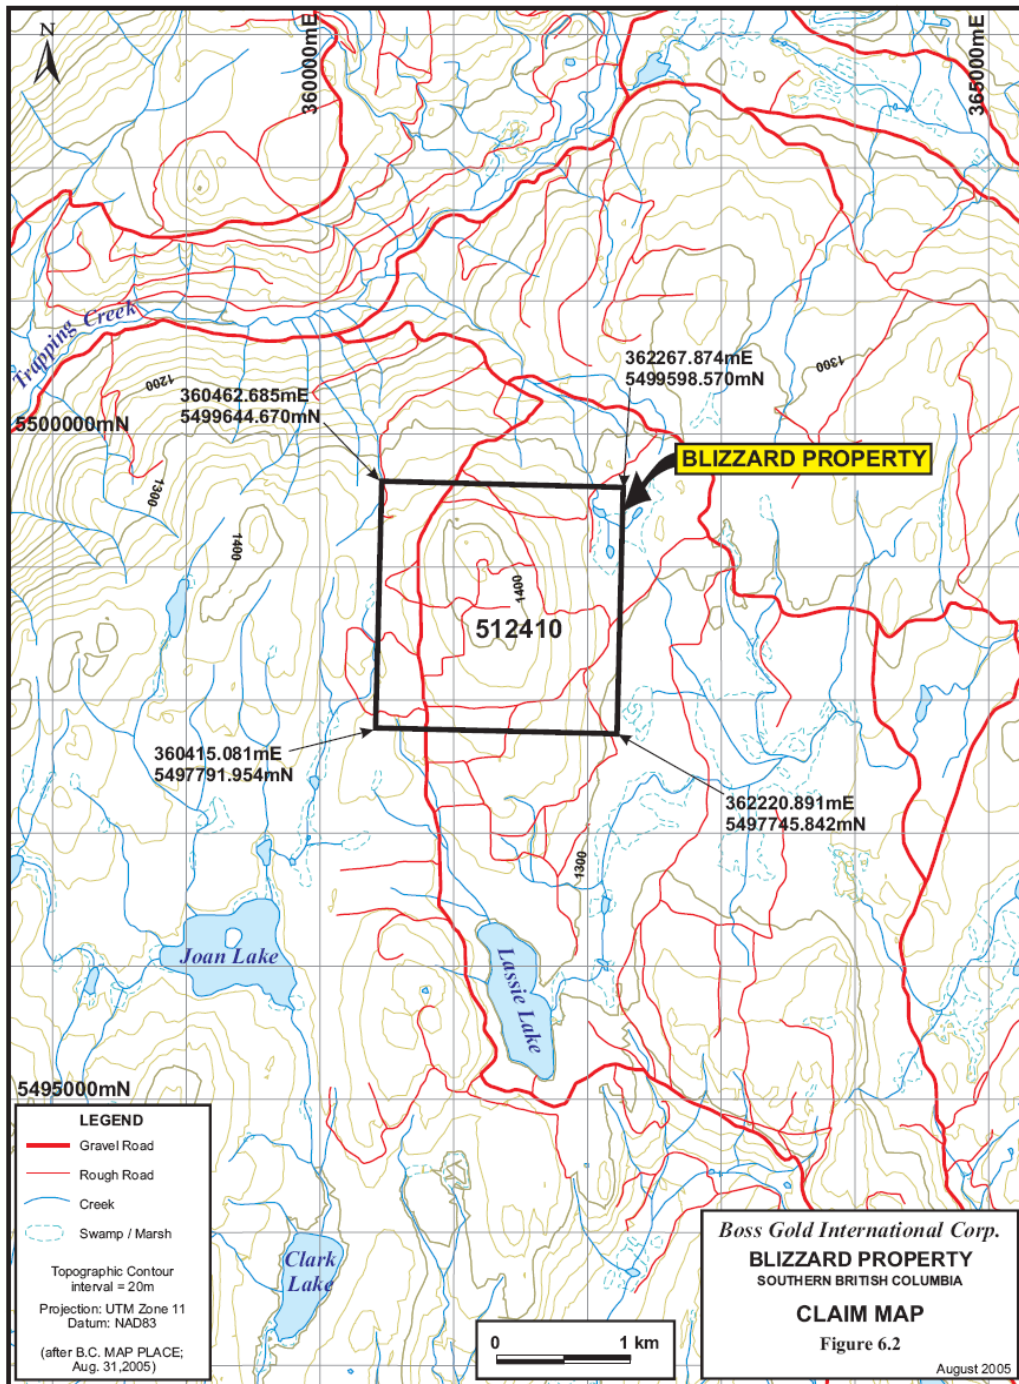 N
360000mE
365000mE
Trapping Creek
1200
1300
362267.874mE
5499598.570mN
1300
360462.685mE
5499644.670mN
5500000mN
BLIZZARD PROPERTY
1400
1400
512410
360415.081mE
5497791.954mN
362220.891mE
5497745.842mN
1300
Joan Lake
Lassie Lake
5495000mN
LEGEND
Gravel Road
Rough Road
Creek
Swamp / Marsh
Topographic Contour
interval = 20m
Projection: UTM Zone 11
Datum: NAD83
(after B.C. MAP PLACE;
Aug. 31,2005)
Clark
Lake
0 1 km
Boss Gold International Corp.
BLIZZARD PROPERTY
SOUTHERN BRITISH COLUMBIA
CLAIM MAP
Figure 6.2
August 2005